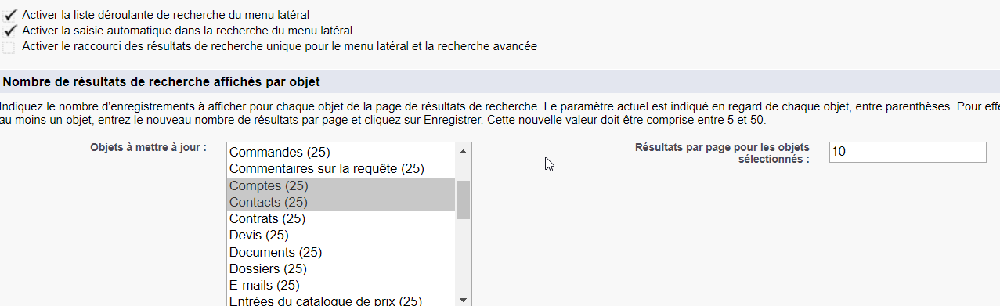 Activer la liste déroulante de recherche du menu latéral
Activer la saisie automatique dans la recherche du menu latéral
Activer le raccourci des résultats de recherche unique pour le menu latéral et la recherche avancée
Nombre de résultats de recherche affichés par objet
Indiquez le nombre d'enregistrements à afficher pour chaque objet de la page de résultats de recherche. Le paramètre actuel est indiqué en regard de chaque objet, entre parenthèses. Pour effe
au moins un objet, entrez le nouveau nombre de résultats par page et cliquez sur Enregistrer. Cette nouvelle valeur doit être comprise entre 5 et 50.
Objets à mettre à jour :
Commandes (25)
Commentaires sur la requête (25)
Comptes (25)
Contacts (25)
Contrats (25)
Devis (25)
Documents (25)
Dossiers (25)
E-mails (25)
Entrées du catalogue de prix (25)
Résultats par page pour les objets
sélectionnés :
10